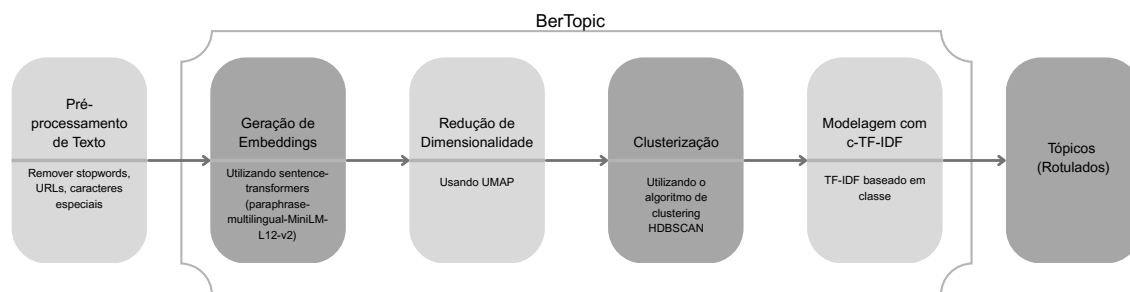 BerTopic
Pré-
processamento
de Texto
Remover stopwords,
URLs, caracteres
especiais
Geração de
Embeddings
Utilizando sentence-
transformers
(paraphrase-
multilingual-MiniLM-
L12-v2)
Redução de
Dimensionalidade
Usando UMAP
Clusterização
Utilizando o
algoritmo de
clustering
HDBSCAN
Modelagem com
c-TF-IDF
TF-IDF baseado em
classe
Tópicos
(Rotulados)